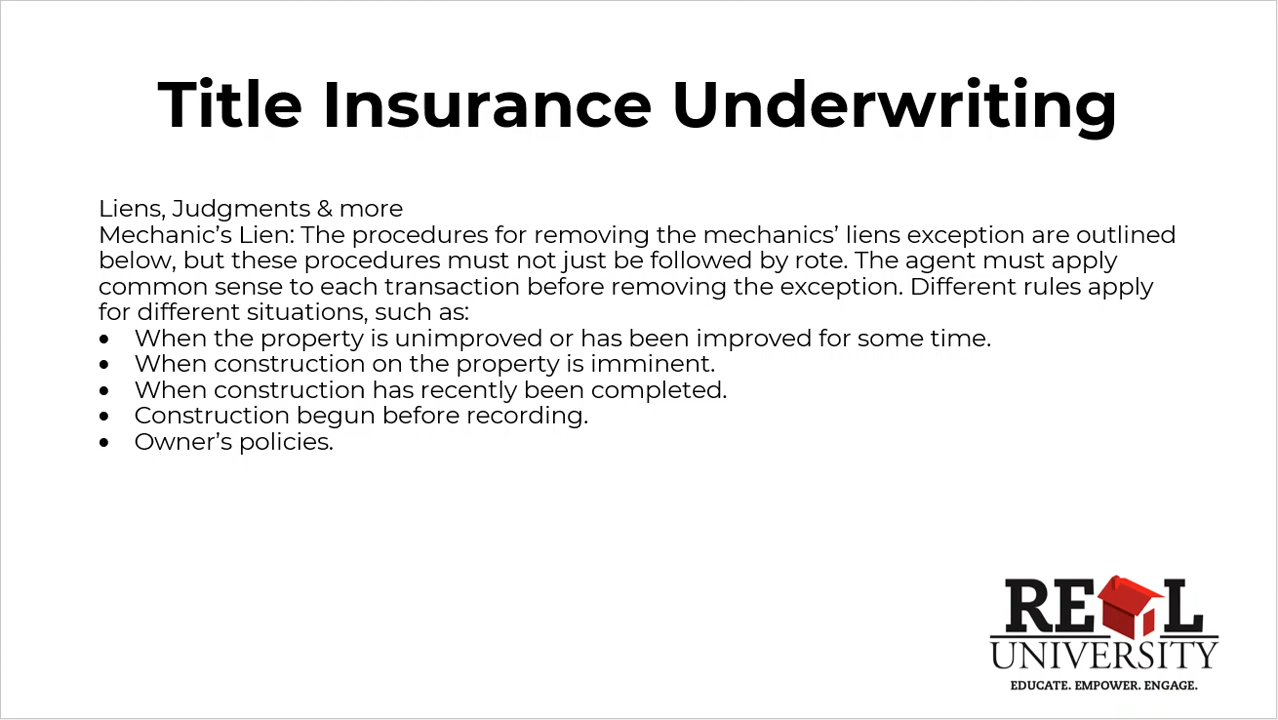 Title Insurance Underwriting
Liens, Judgments & more
Mechanic’s Lien: The procedures for removing the mechanics’ liens exception are outlined
below, but these procedures must not just be followed by rote. The agent must apply
common sense to each transaction before removing the exception. Different rules apply
for different situations, such as:
• When the property is unimproved or has been improved for some time.
• When construction on the property is imminent.
• When construction has recently been completed.
• Construction begun before recording.
• Owner’s policies.
RE L
UNIVERSITY
EDUCATE. EMPOWER. ENGAGE.